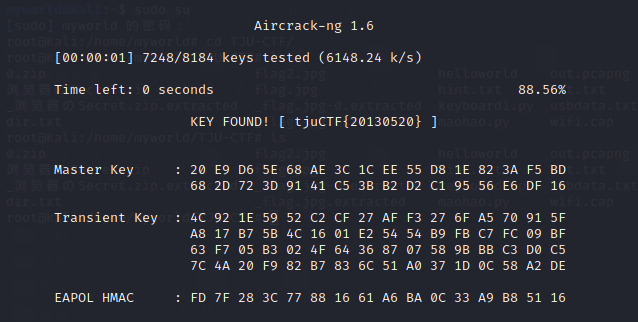 Aircrack-ng 1.6
[00:00:01] 7248/8184 keys tested (6148.24 k/s)
Time left: 0 seconds 88.56%
KEY FOUND! [ tjuCTF{20130520} ]
Master Key : 20 E9 D6 5E 68 AE 3C 1C EE 55 D8 1E 82 3A F5 BD
68 2D 72 3D 91 41 C5 3B B2 D2 C1 95 56 E6 DF 16
Transient Key : 4C 92 1E 59 52 C2 CF 27 AF F3 27 6F A5 70 91 5F
A8 17 B7 5B 4C 16 01 E2 54 54 B9 FB C7 FC 09 BF
63 F7 05 B3 02 4F 64 36 87 07 58 9B BB C3 D0 C5
7C 4A 20 F9 82 B7 83 6C 51 A0 37 1D 0C 58 A2 DE
EAPOL HMAC : FD 7F 28 3C 77 88 16 61 A6 BA 0C 33 A9 B8 51 16